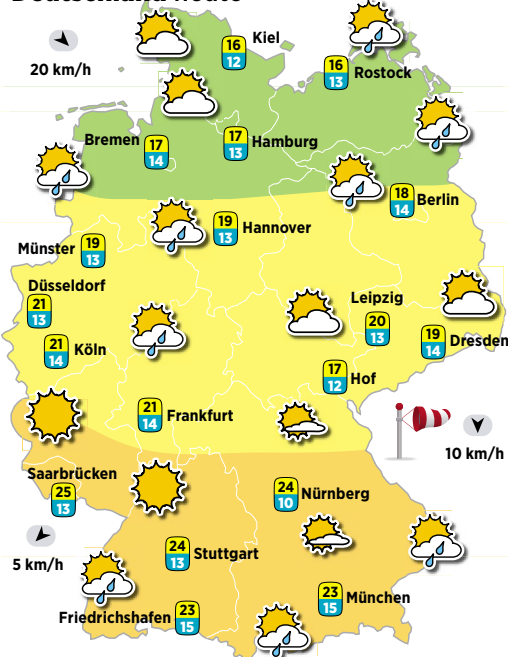 Deutschland heute
Kiel
16
12
20 km/h
16
13
Rostock
Bremen
17
14
17
13
Hamburg
18
14
Berlin
19
13
Hannover
Münster
19
13
Düsseldorf
21
13
Leipzig
20
13
19
14
Dresden
21
14
Köln
17
12
Hof
21
14
Frankfurt
10 km/h
Saarbrücken
25
13
24
10
Nürnberg
24
13
Stuttgart
5 km/h
23
15
München
Friedrichshafen
23
15